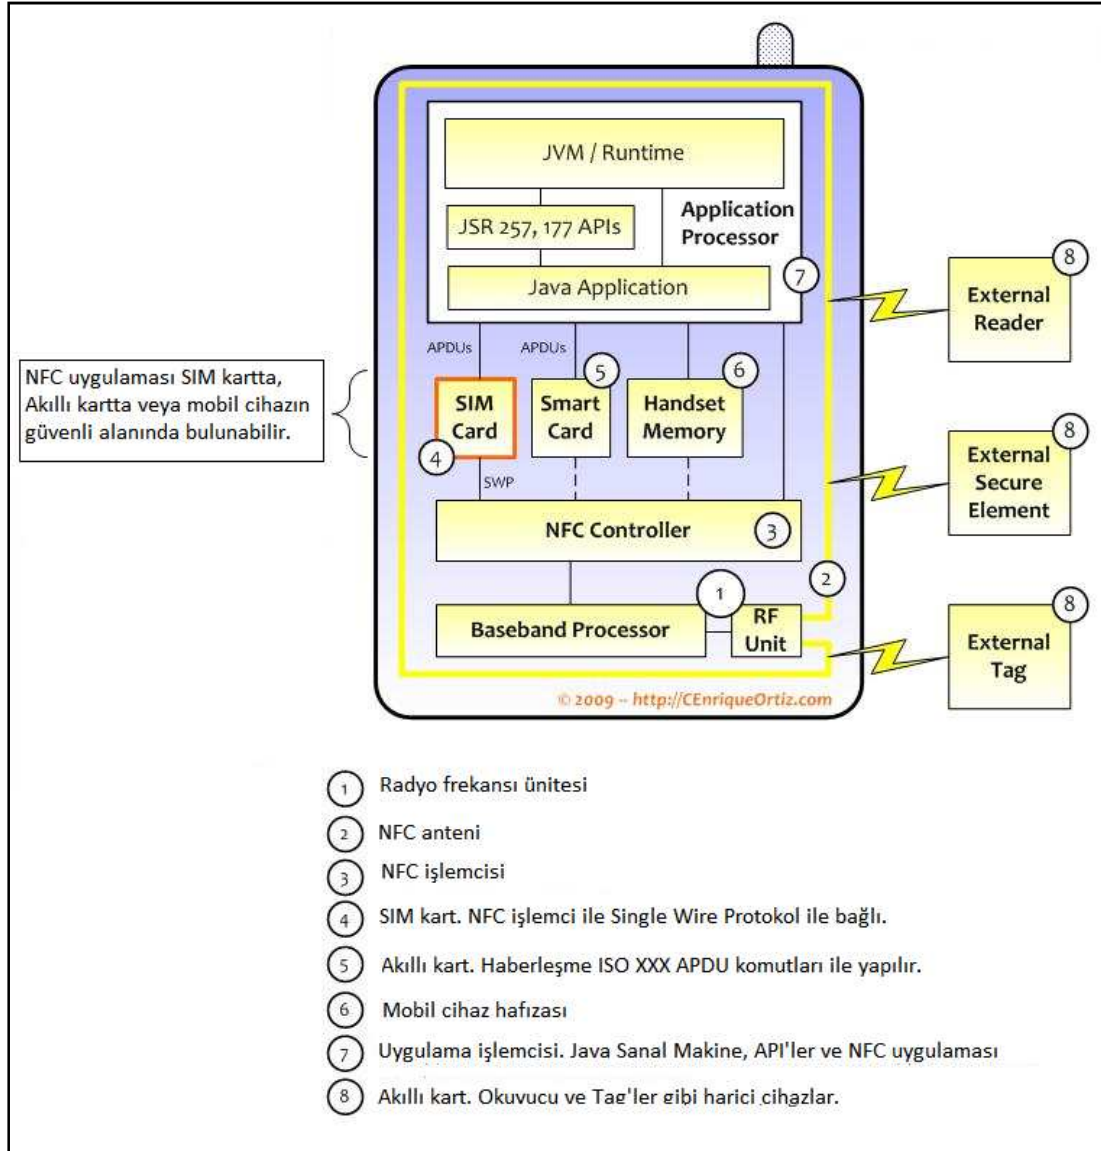 JVM / Runtime
JSR 257, 177 APIs
Application
Processor
7
Java Application
8
External
Reader
APDUs
APDUs
NFC uygulaması SIM kartta,
Akıllı kartta veya mobil cihazın
güvenli alanında bulunabilir.
SIM
Card
4
5
Smart
Card
6
Handset
Memory
8
External
Secure
Element
SWP
NFC Controller
3
2
1
Baseband Processor
RF
Unit
8
External
Tag
© 2009 – http://CEnriqueOrtiz.com
1 Radyo frekansı ünitesi
2 NFC anteni
3 NFC işlemcisi
4 SIM kart. NFC işlemci ile Single Wire Protokol ile bağlı.
5 Akıllı kart. Haberleşme ISO XXX APDU komutları ile yapılır.
6 Mobil cihaz hafızası
7 Uygulama işlemcisi. Java Sanal Makine, API'ler ve NFC uygulaması
8 Akıllı kart. Okuyucu ve Tag'ler gibi harici cihazlar.